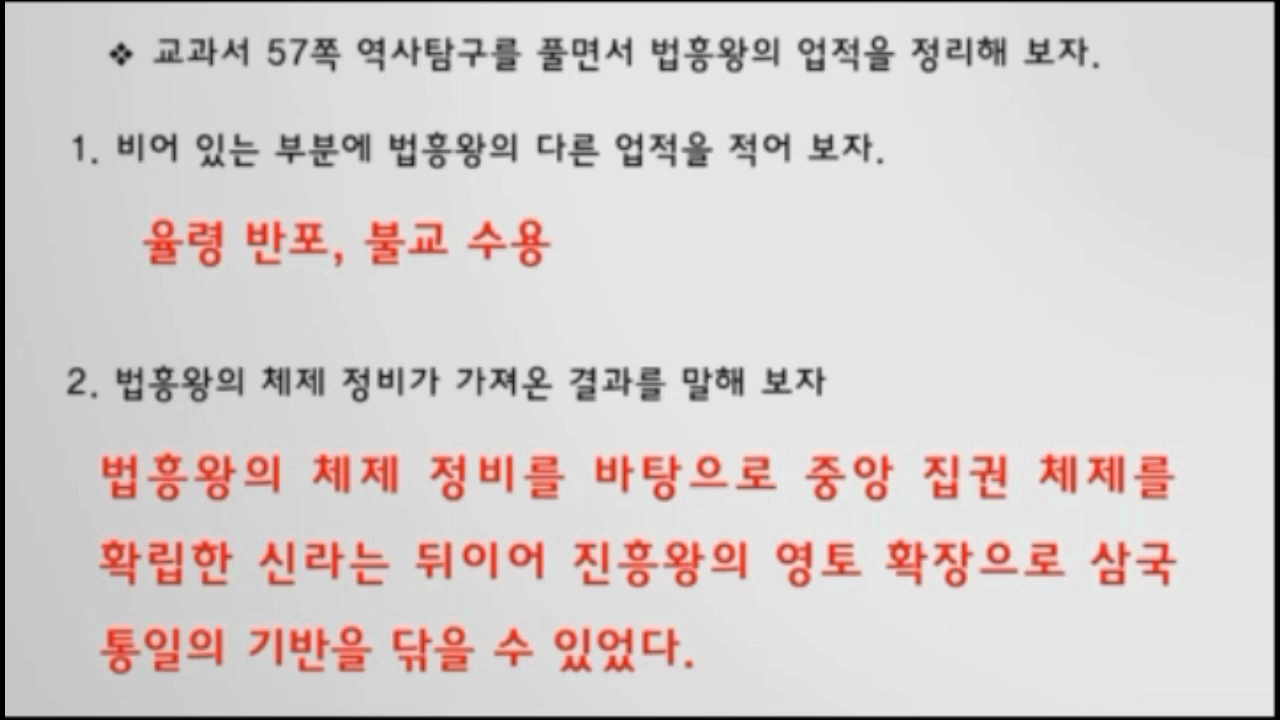 ❖ 교과서 57쪽 역사탐구를 풀면서 법흥왕의 업적을 정리해 보자.
1. 비어 있는 부분에 법흥왕의 다른 업적을 적어 보자.
율령 반포, 불교 수용
2. 법흥왕의 체제 정비가 가져온 결과를 말해 보자
법흥왕의 체제 정비를 바탕으로 중앙 집권 체제를
확립한 신라는 뒤이어 진흥왕의 영토 확장으로 삼국
통일의 기반을 닦을 수 있었다.